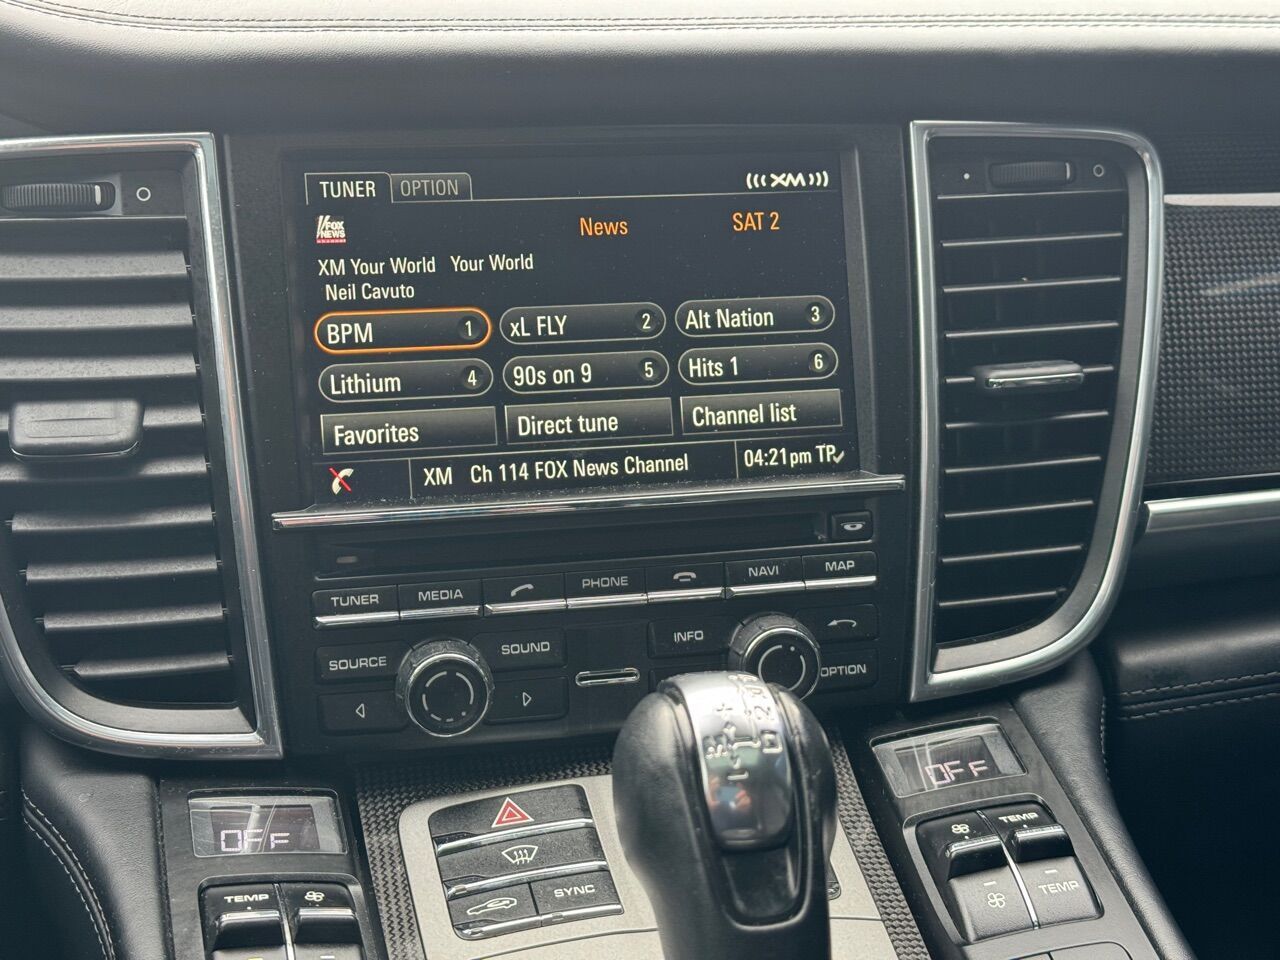 TUNER OPTION ((( XM )))
FOX NEWS channel News SAT 2
XM Your World Your World
Neil Cavuto
BPM 1 xL FLY 2 Alt Nation 3
Lithium 4 90s on 9 5 Hits 1 6
Favorites Direct tune Channel list
XM Ch 114 FOX News Channel 04:21pm TP
TUNER MEDIA PHONE NAVI MAP
SOURCE SOUND INFO OPTION
M + - D
OFF OFF
SYNC
TEMP TEMP
TEMP